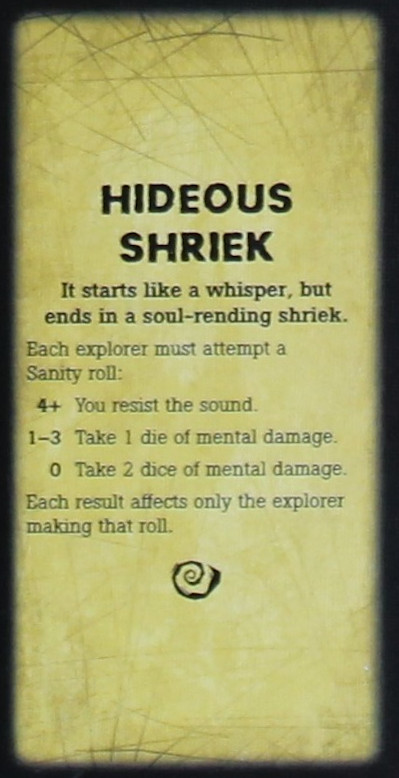 HIDEOUS
SHRIEK
It starts like a whisper, but
ends in a soul-rending shriek.
Each explorer must attempt a
Sanity roll:
4+ You resist the sound.
1–3 Take 1 die of mental damage.
0 Take 2 dice of mental damage.
Each result affects only the explorer
making that roll.